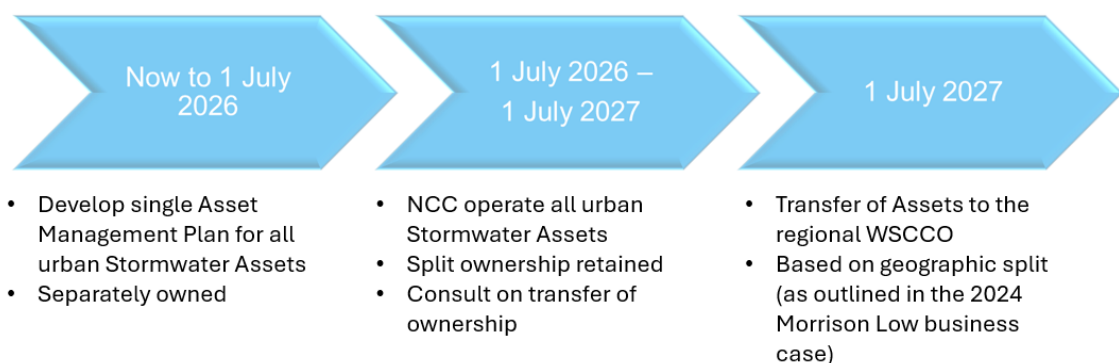 Now to 1 July
2026
• Develop single Asset
Management Plan for all
urban Stormwater Assets
• Separately owned
1 July 2026 –
1 July 2027
• NCC operate all urban
Stormwater Assets
• Split ownership retained
• Consult on transfer of
ownership
1 July 2027
• Transfer of Assets to the
regional WSCCO
• Based on geographic split
(as outlined in the 2024
Morrison Low business
case)